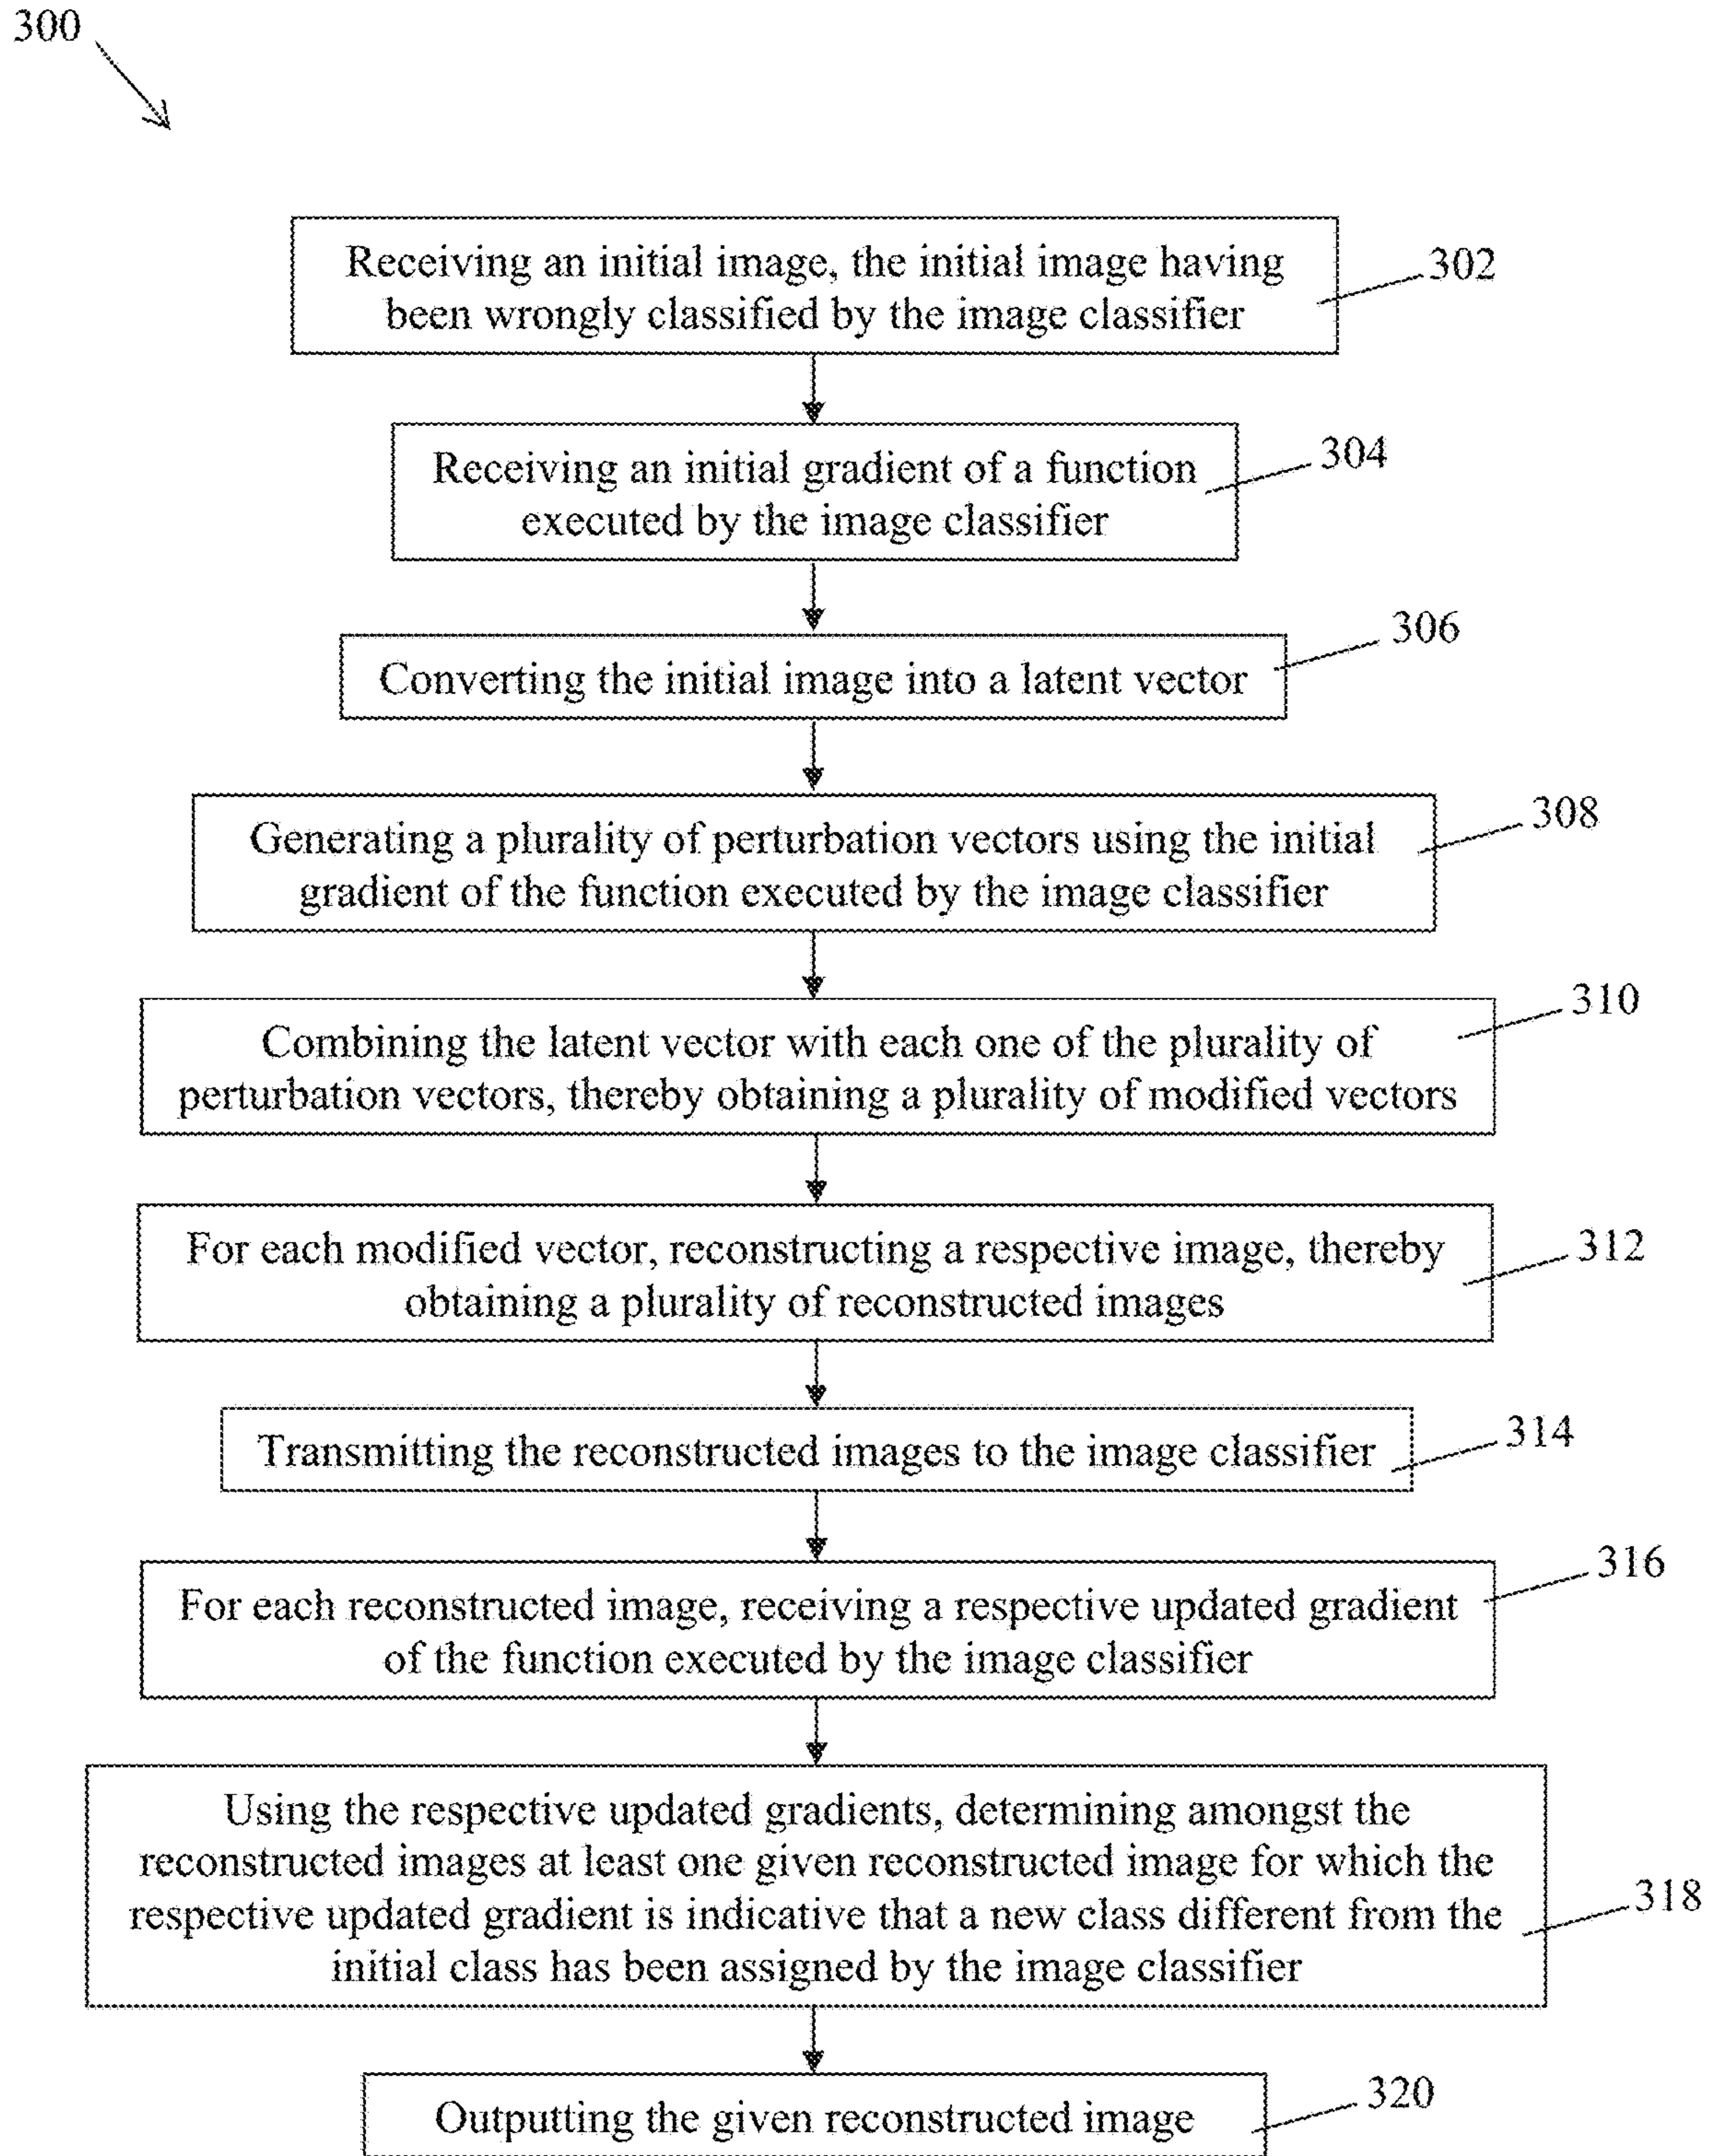 300
Receiving an initial image, the initial image having
been wrongly classified by the image classifier
302
Receiving an initial gradient of a function
executed by the image classifier
304
Converting the initial image into a latent vector
306
Generating a plurality of perturbation vectors using the initial
gradient of the function executed by the image classifier
308
Combining the latent vector with each one of the plurality of
perturbation vectors, thereby obtaining a plurality of modified vectors
310
For each modified vector, reconstructing a respective image, thereby
obtaining a plurality of reconstructed images
312
Transmitting the reconstructed images to the image classifier
314
For each reconstructed image, receiving a respective updated gradient
of the function executed by the image classifier
316
Using the respective updated gradients, determining amongst the
reconstructed images at least one given reconstructed image for which the
respective updated gradient is indicative that a new class different from the
initial class has been assigned by the image classifier
318
Outputting the given reconstructed image
320